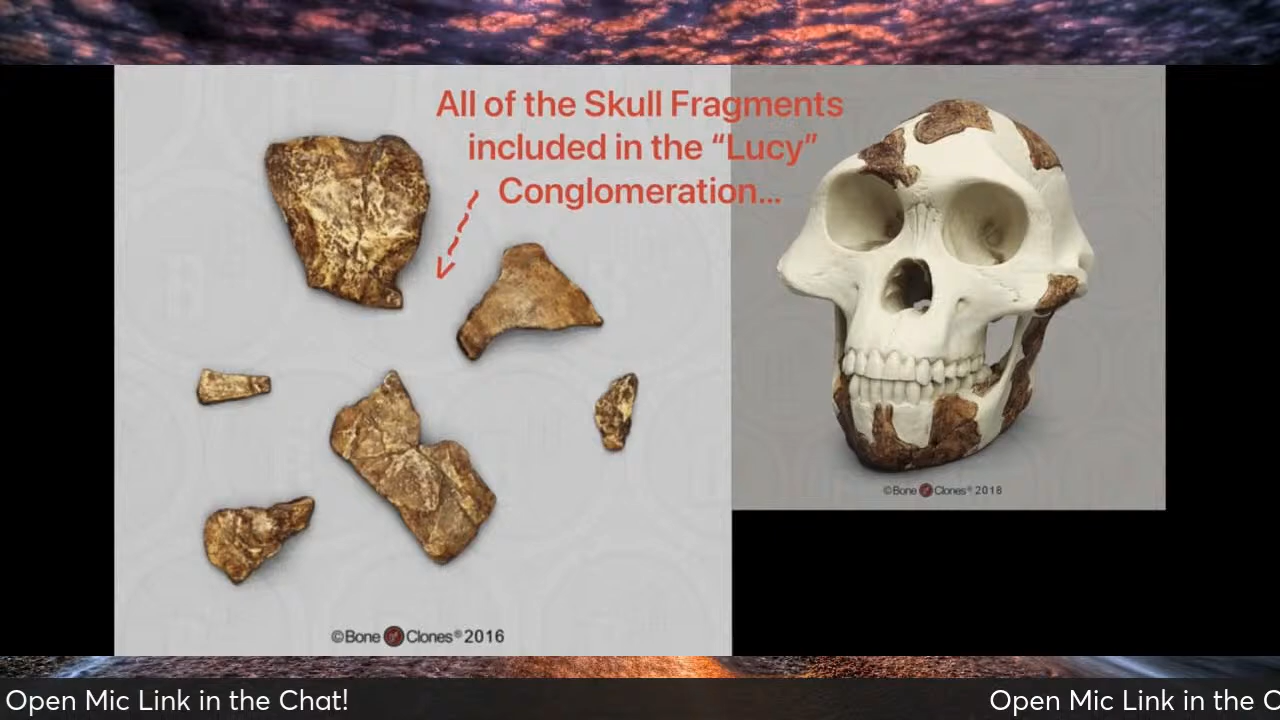 All of the Skull Fragments
included in the “Lucy”
Conglomeration...
©Bone Clones® 2018
©Bone Clones® 2016
Open Mic Link in the Chat!
Open Mic Link in the C